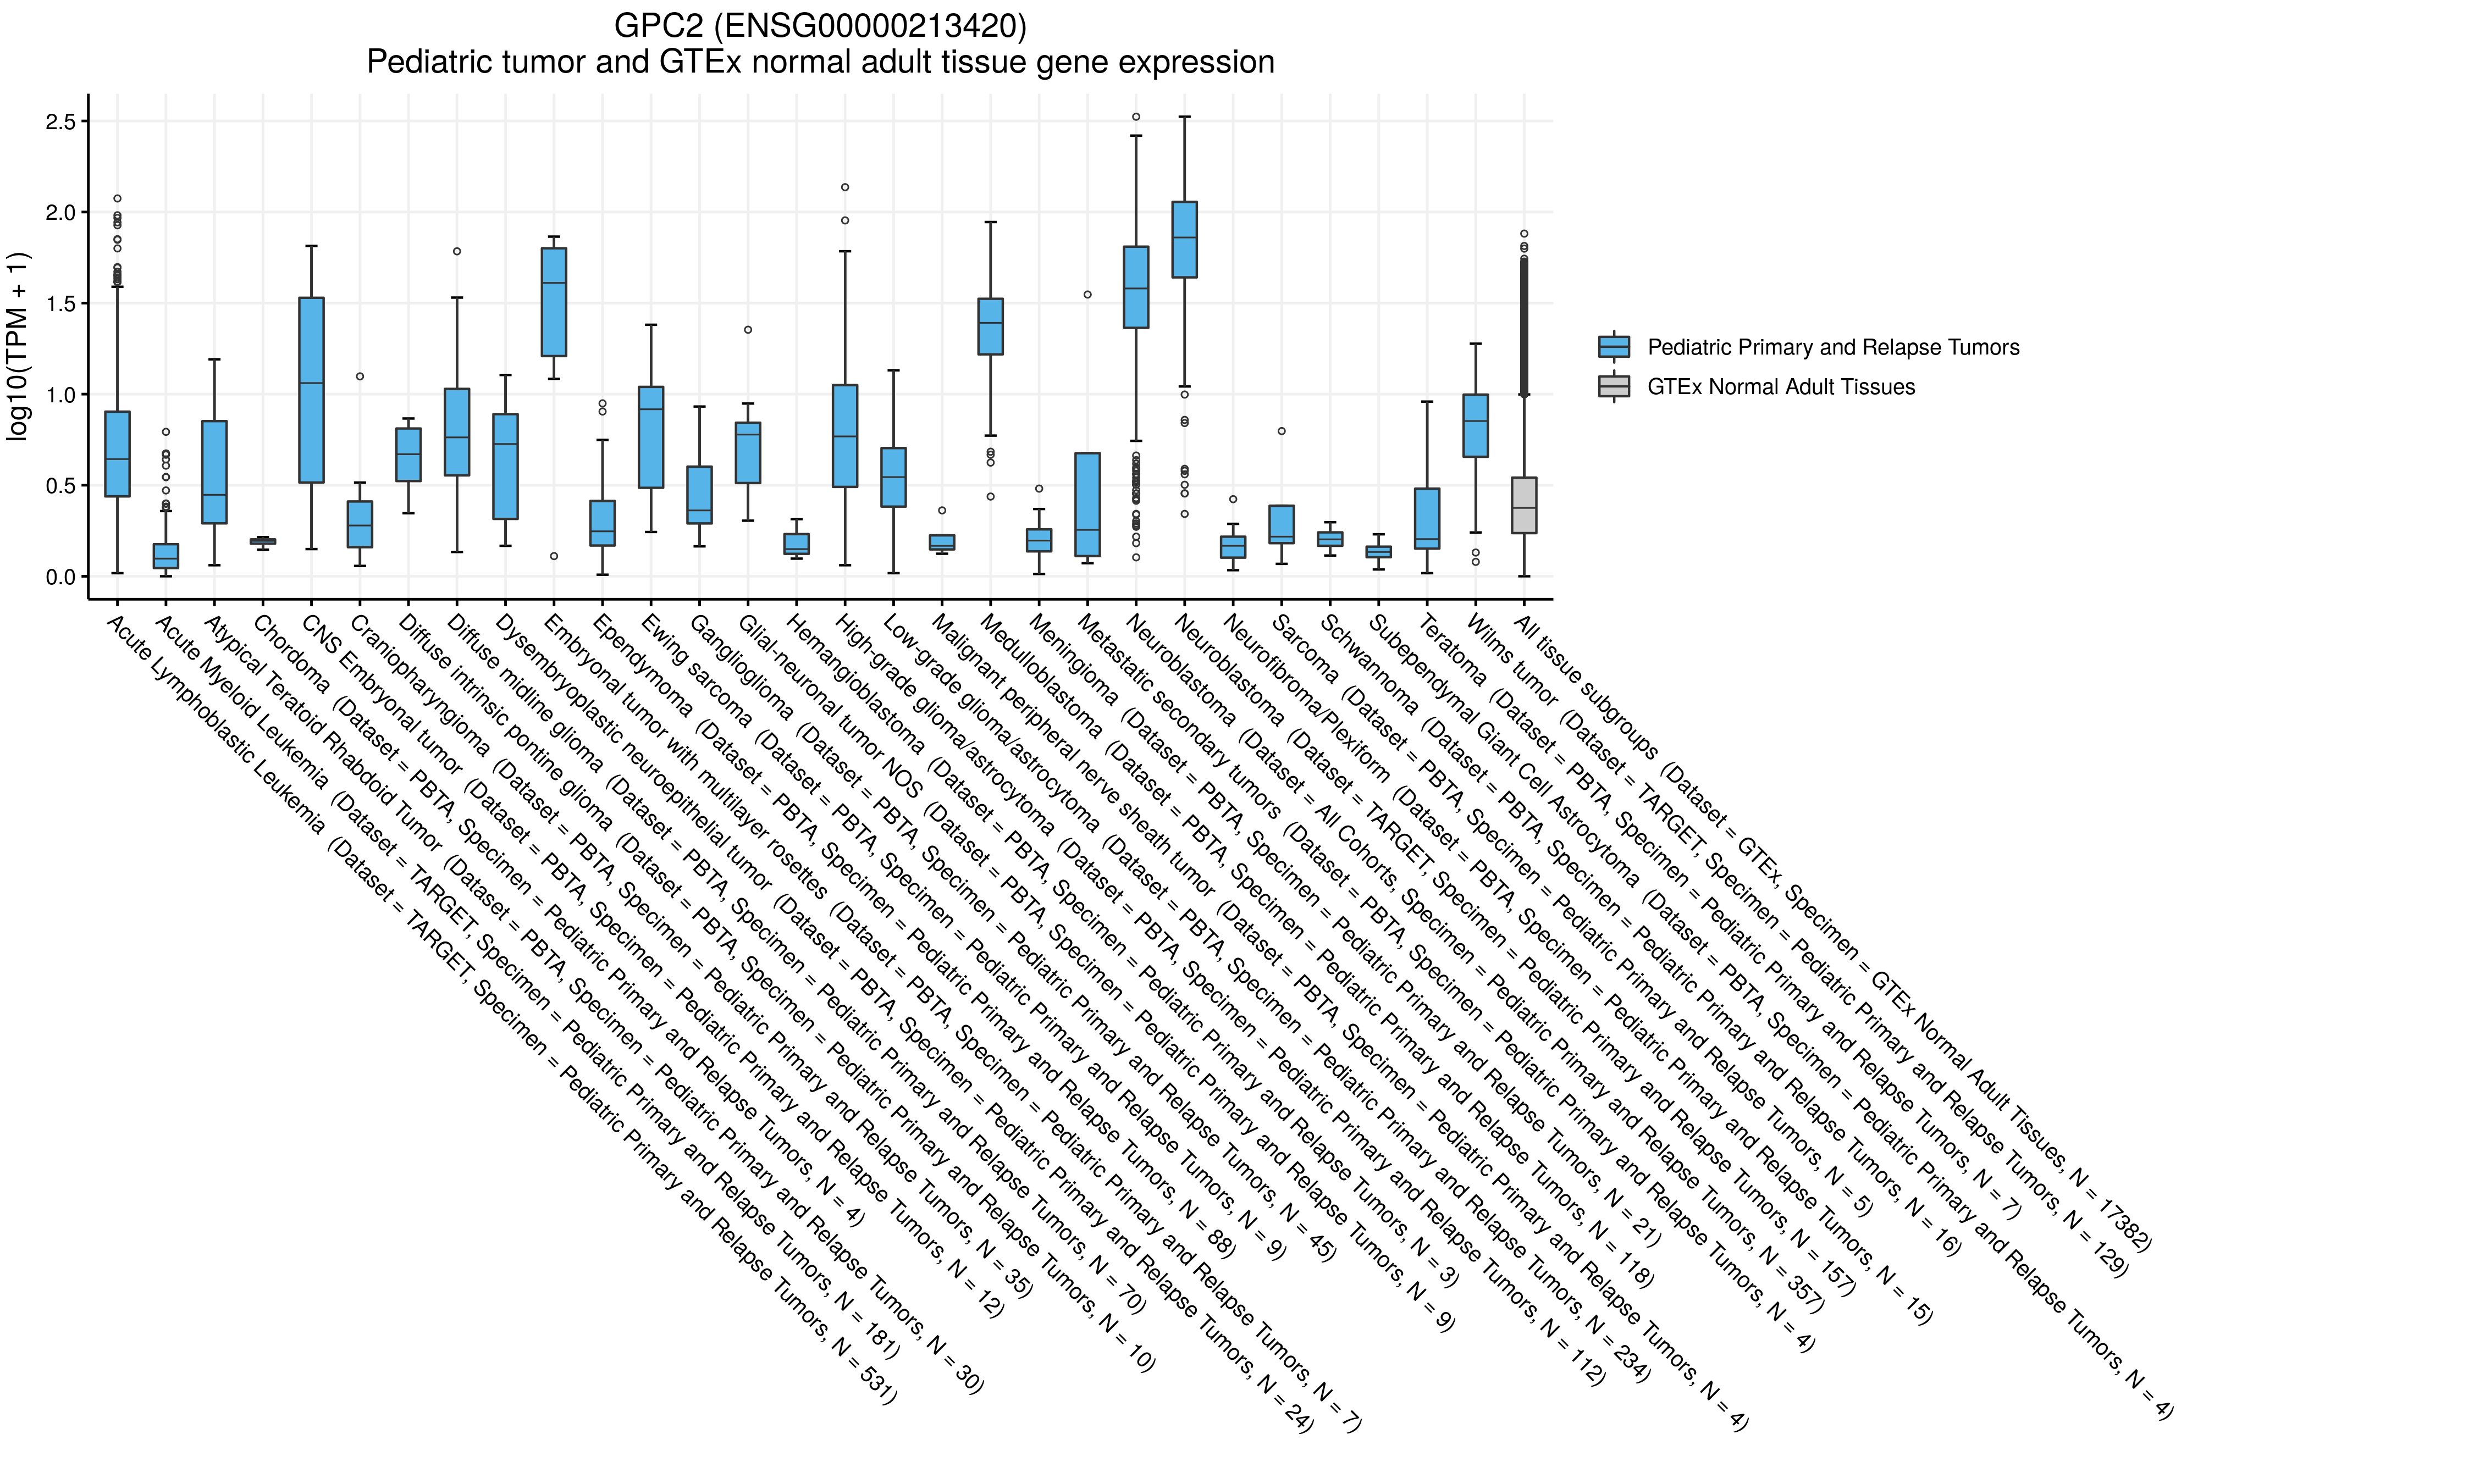 GPC2 (ENSG00000213420)
Pediatric tumor and GTEx normal adult tissue gene expression
log10(TPM + 1)
2.5
2.0
1.5
1.0
0.5
0.0
Pediatric Primary and Relapse Tumors
GTEx Normal Adult Tissues
Acute Lymphoblastic Leukemia (Dataset = TARGET, Specimen = Pediatric Primary and Relapse Tumors, N = 531)
Acute Myeloid Leukemia (Dataset = TARGET, Specimen = Pediatric Primary and Relapse Tumors, N = 181)
Atypical Teratoid Rhabdoid Tumor (Dataset = PBTA, Specimen = Pediatric Primary and Relapse Tumors, N = 30)
Chordoma (Dataset = PBTA, Specimen = Pediatric Primary and Relapse Tumors, N = 4)
CNS Embryonal tumor (Dataset = PBTA, Specimen = Pediatric Primary and Relapse Tumors, N = 12)
Craniopharyngioma (Dataset = PBTA, Specimen = Pediatric Primary and Relapse Tumors, N = 35)
Diffuse intrinsic pontine glioma (Dataset = PBTA, Specimen = Pediatric Primary and Relapse Tumors, N = 10)
Diffuse midline glioma (Dataset = PBTA, Specimen = Pediatric Primary and Relapse Tumors, N = 70)
Dysembryoplastic neuroepithelial tumor (Dataset = PBTA, Specimen = Pediatric Primary and Relapse Tumors, N = 24)
Embryonal tumor with multilayer rosettes (Dataset = PBTA, Specimen = Pediatric Primary and Relapse Tumors, N = 7)
Ependymoma (Dataset = PBTA, Specimen = Pediatric Primary and Relapse Tumors, N = 88)
Ewing sarcoma (Dataset = PBTA, Specimen = Pediatric Primary and Relapse Tumors, N = 9)
Ganglioglioma (Dataset = PBTA, Specimen = Pediatric Primary and Relapse Tumors, N = 45)
Glial-neuronal tumor NOS (Dataset = PBTA, Specimen = Pediatric Primary and Relapse Tumors, N = 9)
Hemangioblastoma (Dataset = PBTA, Specimen = Pediatric Primary and Relapse Tumors, N = 3)
High-grade glioma/astrocytoma (Dataset = PBTA, Specimen = Pediatric Primary and Relapse Tumors, N = 112)
Low-grade glioma/astrocytoma (Dataset = PBTA, Specimen = Pediatric Primary and Relapse Tumors, N = 234)
Malignant peripheral nerve sheath tumor (Dataset = PBTA, Specimen = Pediatric Primary and Relapse Tumors, N = 4)
Medulloblastoma (Dataset = PBTA, Specimen = Pediatric Primary and Relapse Tumors, N = 118)
Meningioma (Dataset = PBTA, Specimen = Pediatric Primary and Relapse Tumors, N = 21)
Metastatic secondary tumors (Dataset = PBTA, Specimen = Pediatric Primary and Relapse Tumors, N = 4)
Neuroblastoma (Dataset = All Cohorts, Specimen = Pediatric Primary and Relapse Tumors, N = 357)
Neuroblastoma (Dataset = TARGET, Specimen = Pediatric Primary and Relapse Tumors, N = 157)
Neurofibroma/Plexiform (Dataset = PBTA, Specimen = Pediatric Primary and Relapse Tumors, N = 15)
Sarcoma (Dataset = PBTA, Specimen = Pediatric Primary and Relapse Tumors, N = 5)
Schwannoma (Dataset = PBTA, Specimen = Pediatric Primary and Relapse Tumors, N = 16)
Subependymal Giant Cell Astrocytoma (Dataset = PBTA, Specimen = Pediatric Primary and Relapse Tumors, N = 4)
Teratoma (Dataset = PBTA, Specimen = Pediatric Primary and Relapse Tumors, N = 7)
Wilms tumor (Dataset = TARGET, Specimen = Pediatric Primary and Relapse Tumors, N = 129)
All tissue subgroups (Dataset = GTEx, Specimen = GTEx Normal Adult Tissues, N = 17382)